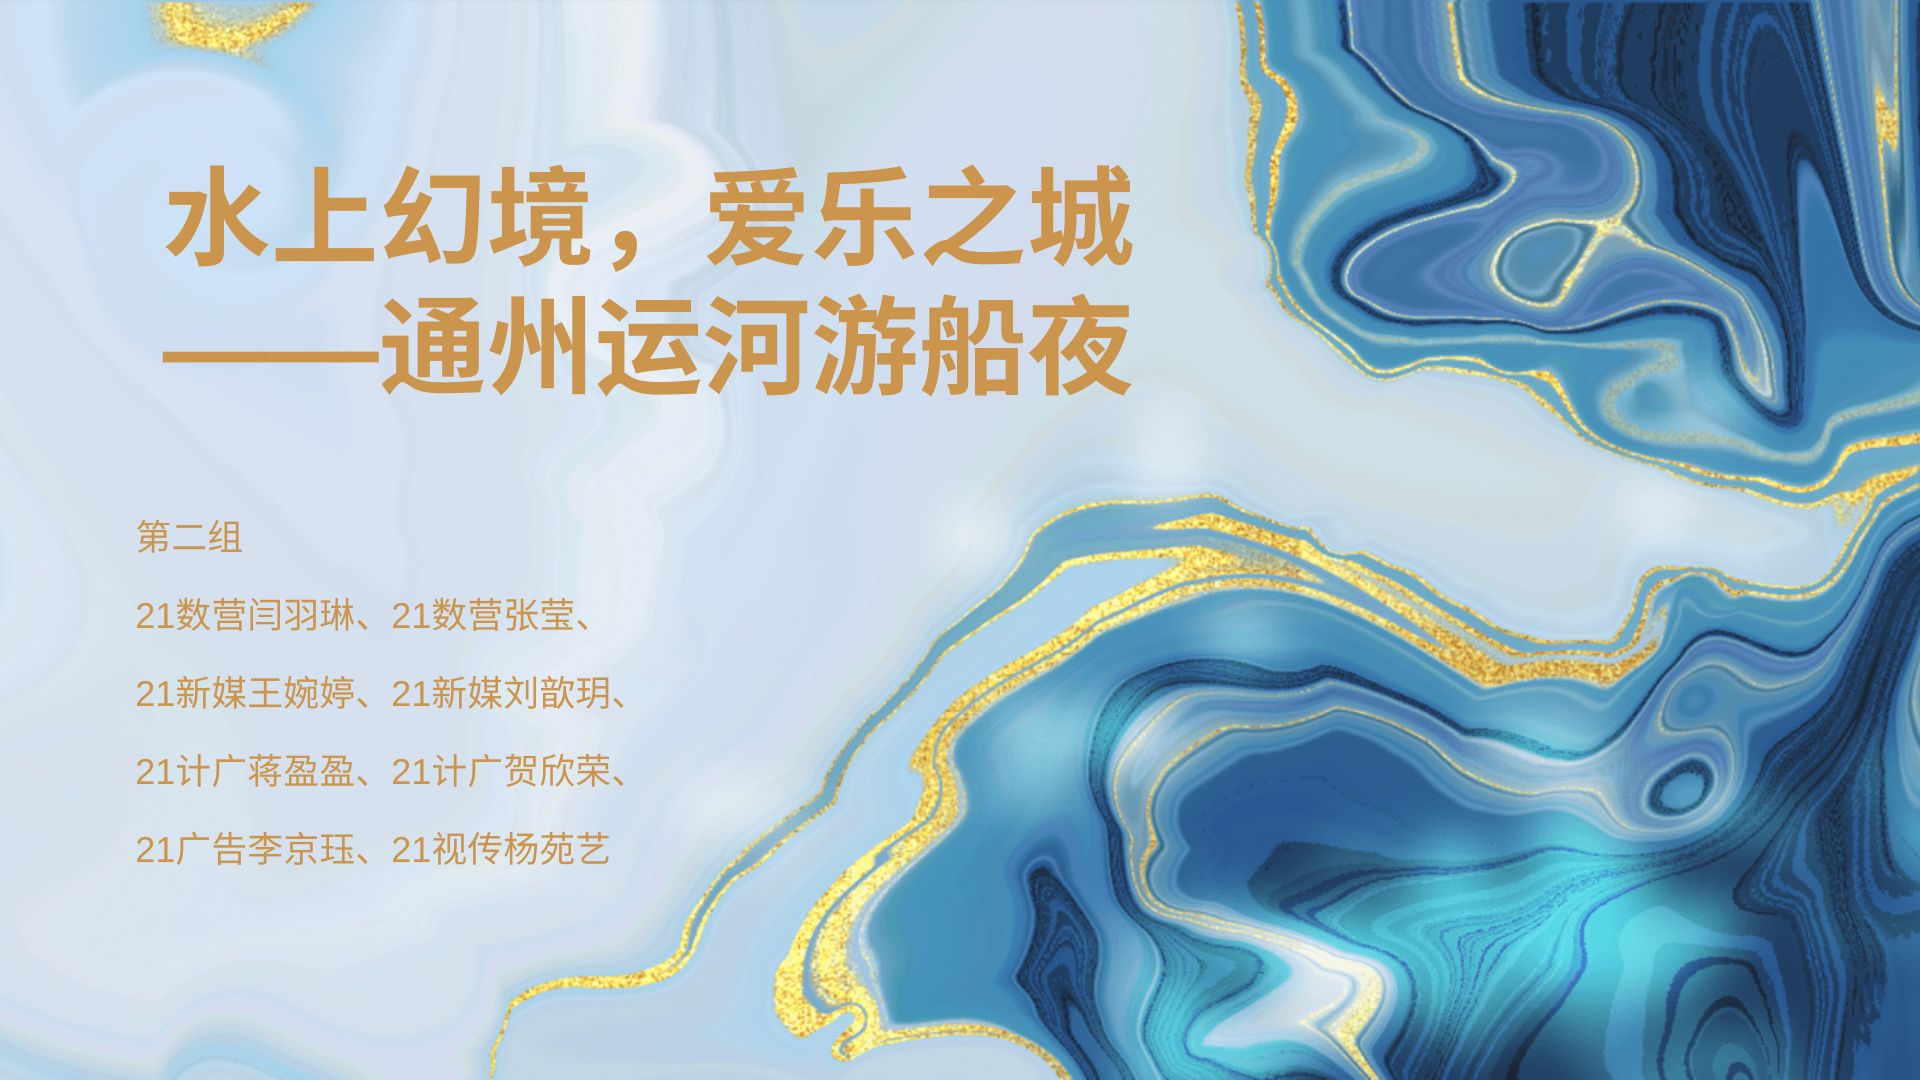 水上幻境，爱乐之城
——通州运河游船夜
第二组
21数营闫羽琳、21数营张莹、
21新媒王婉婷、21新媒刘歆玥、
21计广蒋盈盈、21计广贺欣荣、
21广告李京珏、21视传杨苑艺